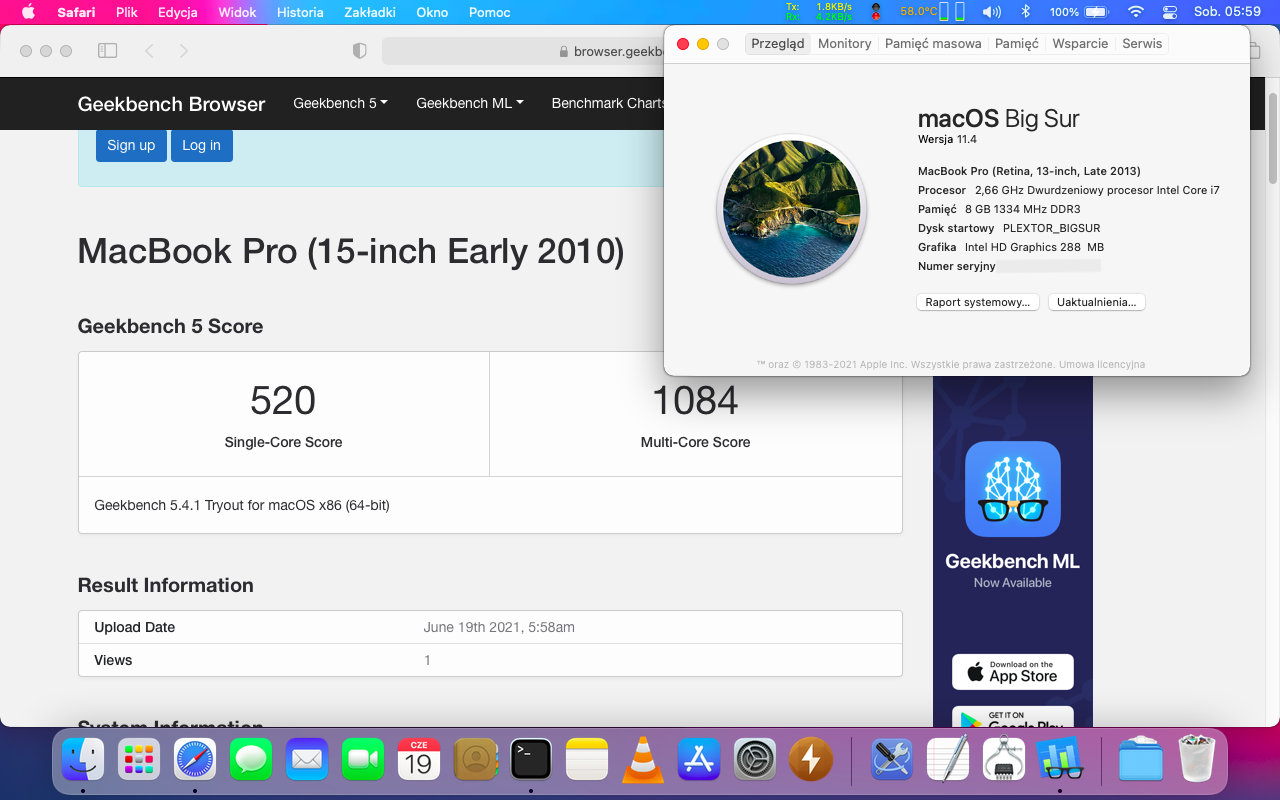 Safari Plik Edycja Widok Historia Zakładki Okno Pomoc
Tx: 1.8KB/s
Rx: 4.2KB/s
58.0°C
100%
Sob. 05:59
browser.geekb
Przegląd Monitory Pamięć masowa Pamięć Wsparcie Serwis
Geekbench Browser Geekbench 5 Geekbench ML Benchmark Charts
Sign up Log in
macOS Big Sur
Wersja 11.4
MacBook Pro (Retina, 13-inch, Late 2013)
Procesor 2,66 GHz Dwurdzeniowy procesor Intel Core i7
Pamięć 8 GB 1334 MHz DDR3
Dysk startowy PLEXTOR_BIGSUR
Grafika Intel HD Graphics 288 MB
Numer seryjny
Raport systemowy... Uaktualnienia...
™ oraz © 1983-2021 Apple Inc. Wszystkie prawa zastrzeżone. Umowa licencyjna
MacBook Pro (15-inch Early 2010)
Geekbench 5 Score
520 1084
Single-Core Score Multi-Core Score
Geekbench 5.4.1 Tryout for macOS x86 (64-bit)
Result Information
Upload Date June 19th 2021, 5:58am
Views 1
System Information
Geekbench ML
Now Available
Download on the
App Store
GET IT ON
Google Play
CZE
19
>_